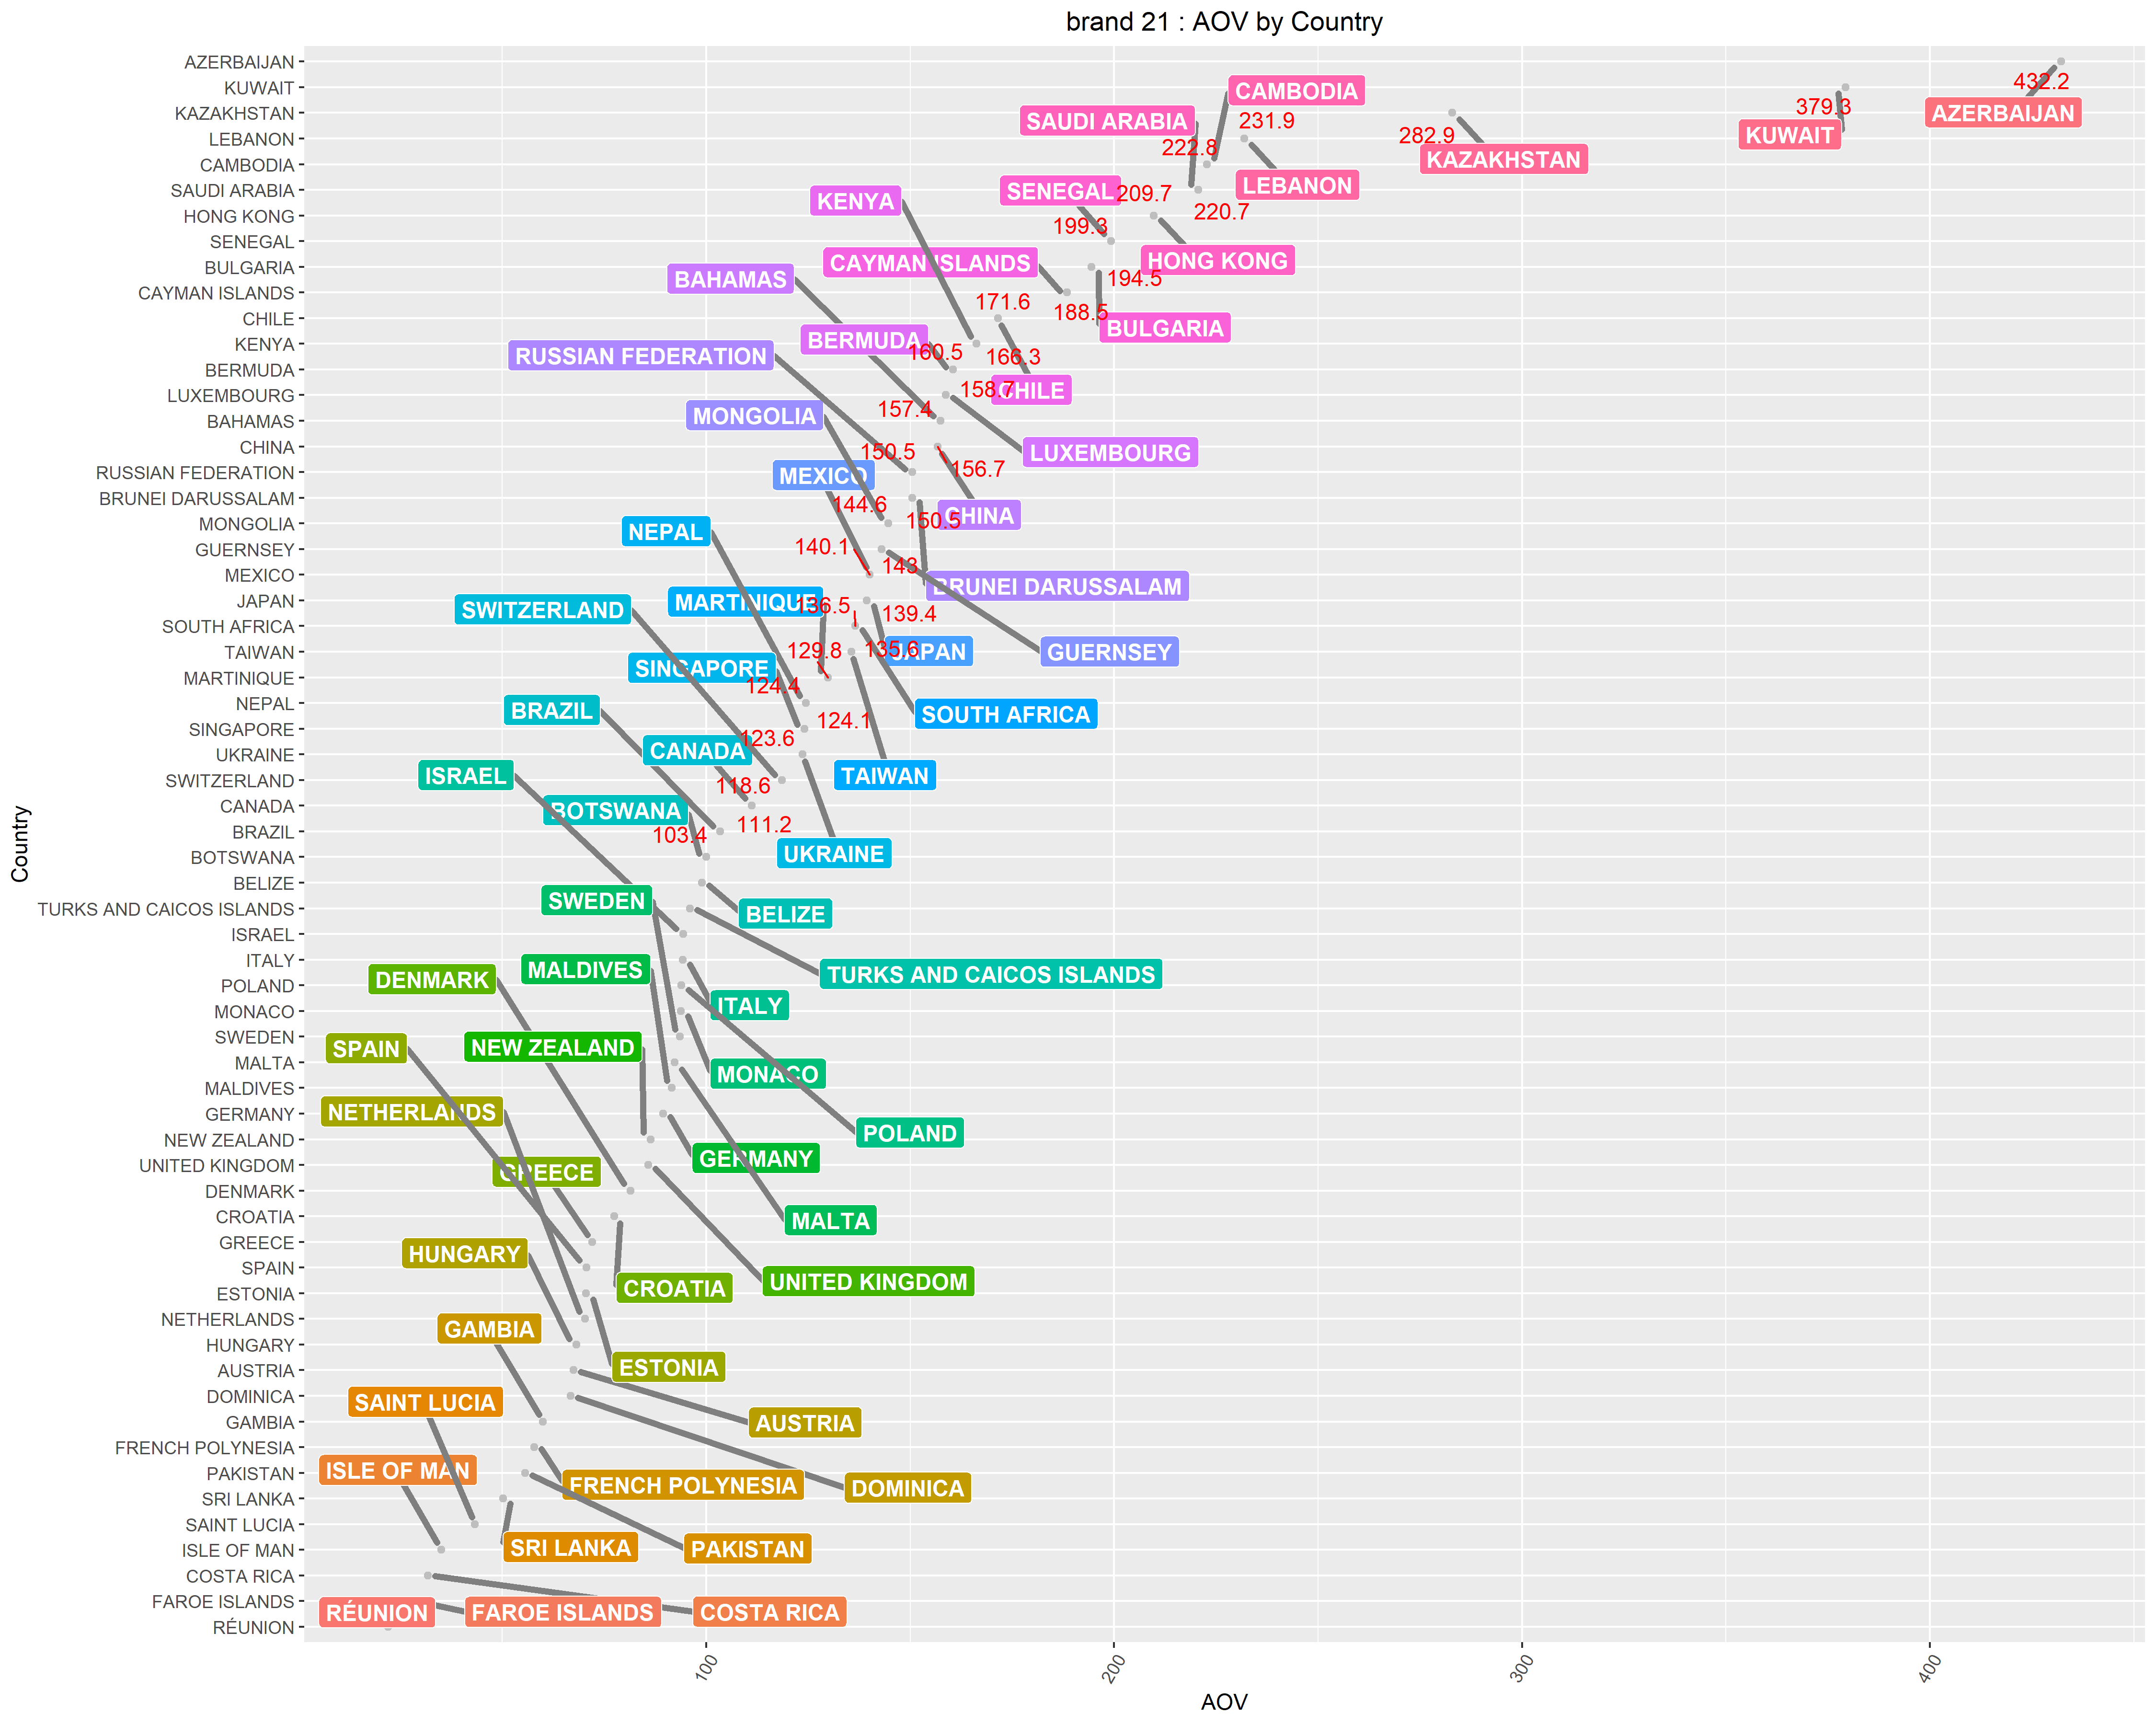 brand 21 : AOV by Country
AZERBAIJAN
KUWAIT
KAZAKHSTAN
LEBANON
CAMBODIA
SAUDI ARABIA
HONG KONG
SENEGAL
BULGARIA
CAYMAN ISLANDS
CHILE
KENYA
BERMUDA
LUXEMBOURG
BAHAMAS
CHINA
RUSSIAN FEDERATION
BRUNEI DARUSSALAM
MONGOLIA
GUERNSEY
MEXICO
JAPAN
SOUTH AFRICA
TAIWAN
MARTINIQUE
NEPAL
SINGAPORE
UKRAINE
SWITZERLAND
CANADA
BRAZIL
BOTSWANA
BELIZE
TURKS AND CAICOS ISLANDS
ISRAEL
ITALY
POLAND
MONACO
SWEDEN
MALTA
MALDIVES
GERMANY
NEW ZEALAND
UNITED KINGDOM
DENMARK
CROATIA
GREECE
SPAIN
ESTONIA
NETHERLANDS
HUNGARY
AUSTRIA
DOMINICA
GAMBIA
FRENCH POLYNESIA
PAKISTAN
SRI LANKA
SAINT LUCIA
ISLE OF MAN
COSTA RICA
FAROE ISLANDS
RÉUNION
Country
432.2
CAMBODIA
379.3
AZERBAIJAN
SAUDI ARABIA
231.9
282.9
KUWAIT
222.8
KAZAKHSTAN
LEBANON
SENEGAL
209.7
KENYA
220.7
199.3
HONG KONG
CAYMAN ISLANDS
BAHAMAS
194.5
171.6
188.5
BULGARIA
BERMUDA
160.5
RUSSIAN FEDERATION
166.3
158.7
CHILE
157.4
MONGOLIA
150.5
LUXEMBOURG
156.7
MEXICO
144.6
150.5
CHINA
NEPAL
140.1
143
BRUNEI DARUSSALAM
MARTINIQUE
136.5
SWITZERLAND
139.4
129.8
135.6
JAPAN
GUERNSEY
SINGAPORE
124.4
BRAZIL
124.1
SOUTH AFRICA
123.6
CANADA
ISRAEL
118.6
TAIWAN
BOTSWANA
111.2
103.4
UKRAINE
SWEDEN
BELIZE
MALDIVES
TURKS AND CAICOS ISLANDS
DENMARK
ITALY
SPAIN
NEW ZEALAND
MONACO
NETHERLANDS
POLAND
GERMANY
GREECE
MALTA
HUNGARY
UNITED KINGDOM
CROATIA
GAMBIA
ESTONIA
SAINT LUCIA
AUSTRIA
ISLE OF MAN
FRENCH POLYNESIA
DOMINICA
SRI LANKA
PAKISTAN
RÉUNION
FAROE ISLANDS
COSTA RICA
100
200
300
400
AOV